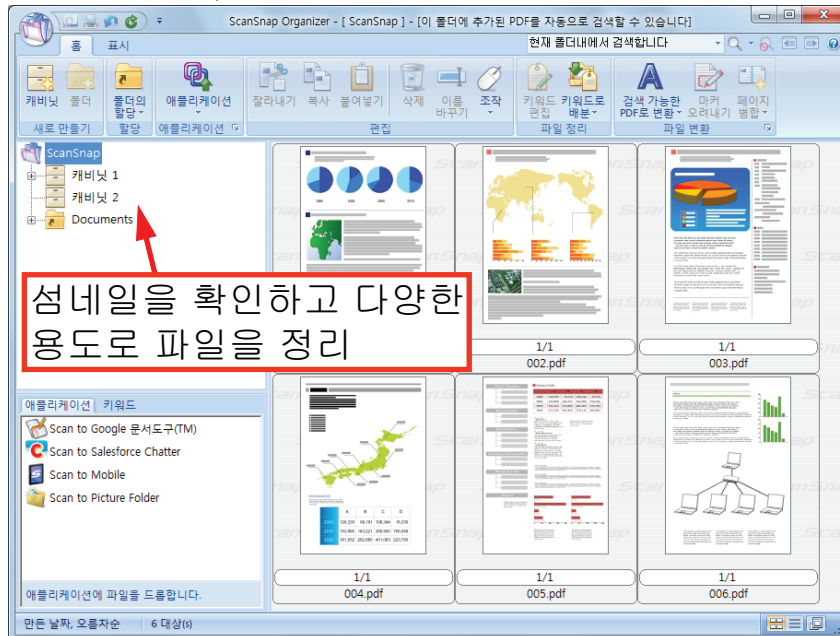 ScanSnap Organizer - [ ScanSnap ] - [이 폴더에 추가된 PDF를 자동으로 검색할 수 있습니다]
홈
표시
현재 폴더내에서 검색합니다
캐비닛
폴더
폴더의 할당
애플리케이션
잘라내기
복사
붙여넣기
삭제
이름 바꾸기
조작
키워드 편집
키워드로 배분
검색 가능한 PDF로 변환
마커 오려내기
페이지 병합
새로 만들기
할당
애플리케이션
편집
파일 정리
파일 변환
ScanSnap
캐비닛 1
캐비닛 2
Documents
섬네일을 확인하고 다양한
용도로 파일을 정리
1/1
002.pdf
1/1
003.pdf
애플리케이션
키워드
Scan to Google 문서도구(TM)
Scan to Salesforce Chatter
Scan to Mobile
Scan to Picture Folder
애플리케이션에 파일을 드롭합니다.
A B C D
1/1
004.pdf
1/1
005.pdf
1/1
006.pdf
만든 날짜, 오름차순
6 대상(s)